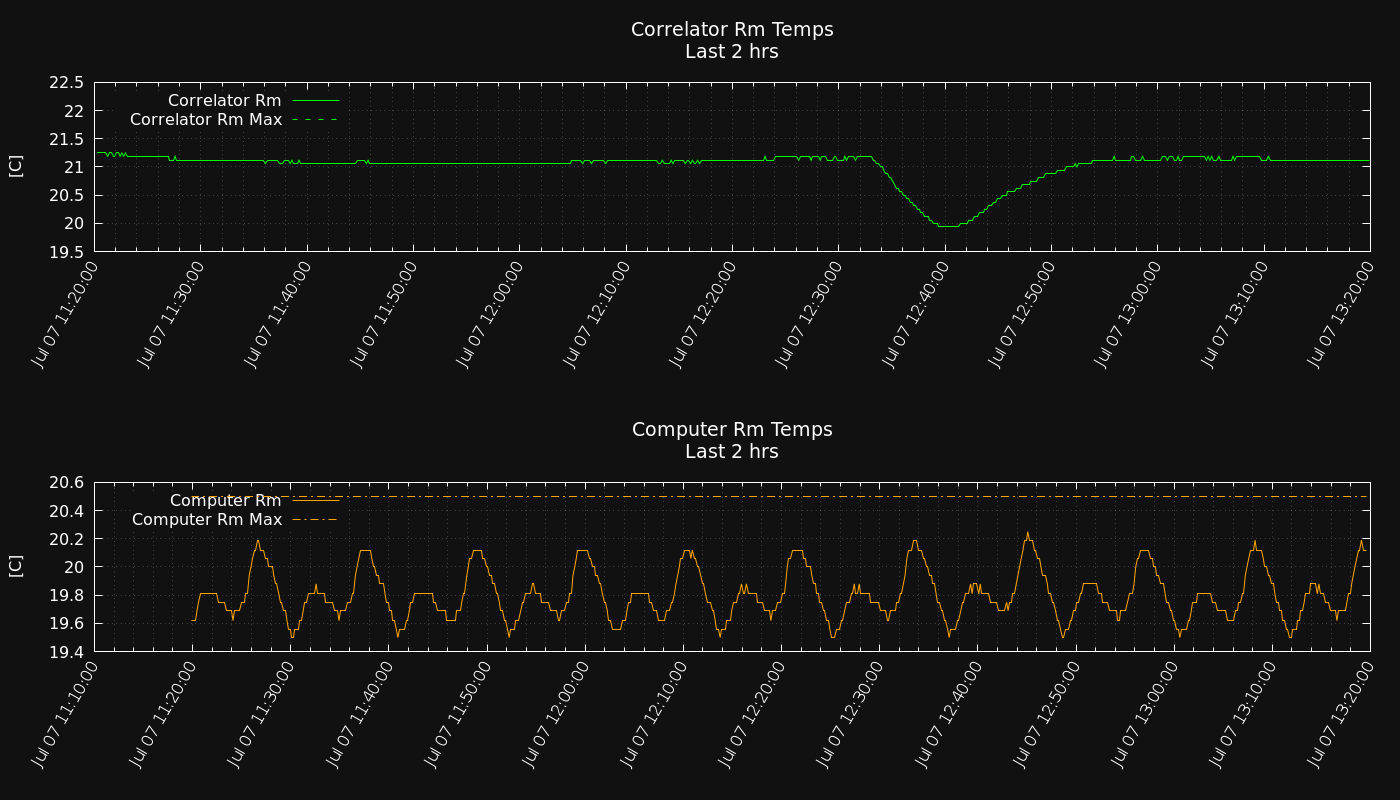 Correlator Rm Temps
Last 2 hrs
22.5
22
21.5
21
20.5
20
19.5
[C]
Correlator Rm
Correlator Rm Max
Jul 07 11:20:00
Jul 07 11:30:00
Jul 07 11:40:00
Jul 07 11:50:00
Jul 07 12:00:00
Jul 07 12:10:00
Jul 07 12:20:00
Jul 07 12:30:00
Jul 07 12:40:00
Jul 07 12:50:00
Jul 07 13:00:00
Jul 07 13:10:00
Jul 07 13:20:00
Computer Rm Temps
Last 2 hrs
20.6
20.4
20.2
20
19.8
19.6
19.4
[C]
Computer Rm
Computer Rm Max
Jul 07 11:10:00
Jul 07 11:20:00
Jul 07 11:30:00
Jul 07 11:40:00
Jul 07 11:50:00
Jul 07 12:00:00
Jul 07 12:10:00
Jul 07 12:20:00
Jul 07 12:30:00
Jul 07 12:40:00
Jul 07 12:50:00
Jul 07 13:00:00
Jul 07 13:10:00
Jul 07 13:20:00